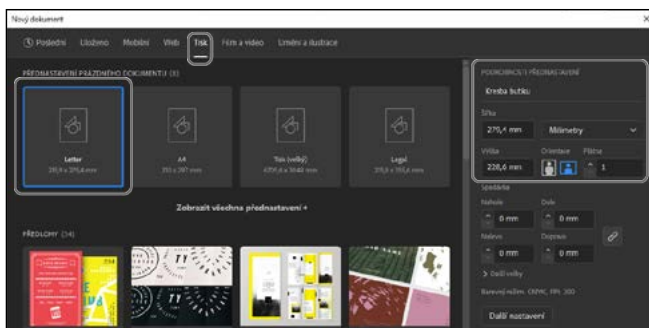 Nový dokument
Poslední Uloženo Mobilní Web Tisk Film a video Umění a ilustrace
PŘEDNASTAVENÍ PRÁZDNÉHO DOKUMENTU (8)
Letter
A4
Tisk (velký)
Legal
Zobrazit všechna přednastavení +
PŘEDLOHY (34)
PODROBNOSTI PŘEDNASTAVENÍ
Kresba butiku
Šířka
279,4 mm Milimetry
Výška Orientace Plátna
228,6 mm 1
Spadávka
Nahoře Dole
0 mm 0 mm
Nalevo Doprava
0 mm 0 mm
Další volby
Barevný režim: CMYK, PPI: 300
Další nastavení